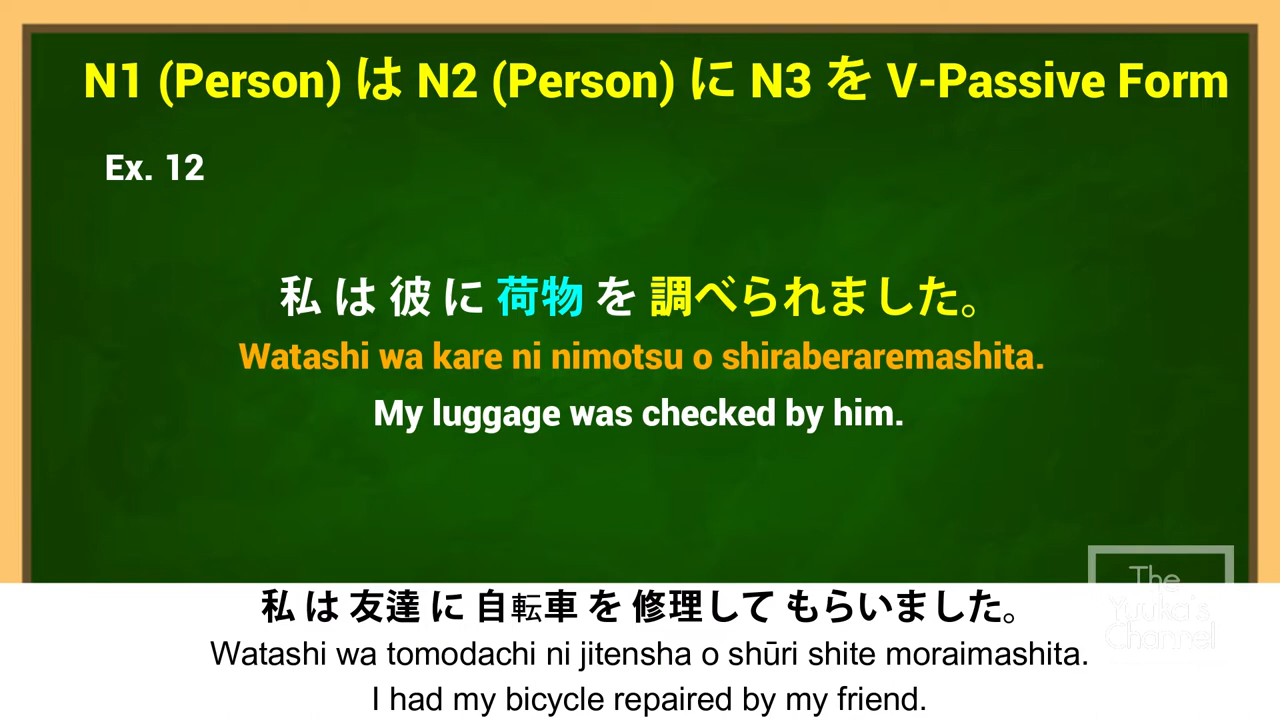 N1 (Person) は N2 (Person) に N3 を V-Passive Form
Ex. 12
私 は 彼 に 荷物 を 調べられました。
Watashi wa kare ni nimotsu o shiraberaremashita.
My luggage was checked by him.
私 は 友達 に 自転車 を 修理して もらいました。
Watashi wa tomodachi ni jitensha o shūri shite moraimashita.
I had my bicycle repaired by my friend.
The
Yuuka's
Channel